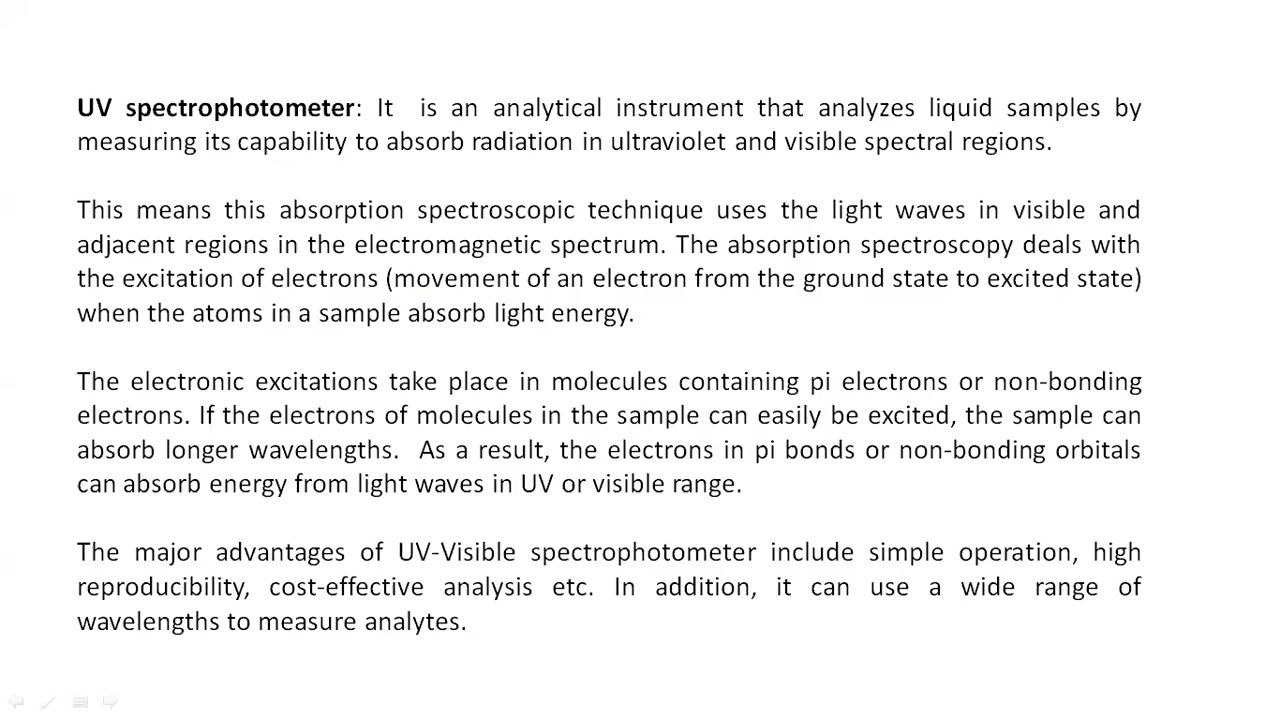 UV spectrophotometer: It is an analytical instrument that analyzes liquid samples by
measuring its capability to absorb radiation in ultraviolet and visible spectral regions.
This means this absorption spectroscopic technique uses the light waves in visible and
adjacent regions in the electromagnetic spectrum. The absorption spectroscopy deals with
the excitation of electrons (movement of an electron from the ground state to excited state)
when the atoms in a sample absorb light energy.
The electronic excitations take place in molecules containing pi electrons or non-bonding
electrons. If the electrons of molecules in the sample can easily be excited, the sample can
absorb longer wavelengths. As a result, the electrons in pi bonds or non-bonding orbitals
can absorb energy from light waves in UV or visible range.
The major advantages of UV-Visible spectrophotometer include simple operation, high
reproducibility, cost-effective analysis etc. In addition, it can use a wide range of
wavelengths to measure analytes.